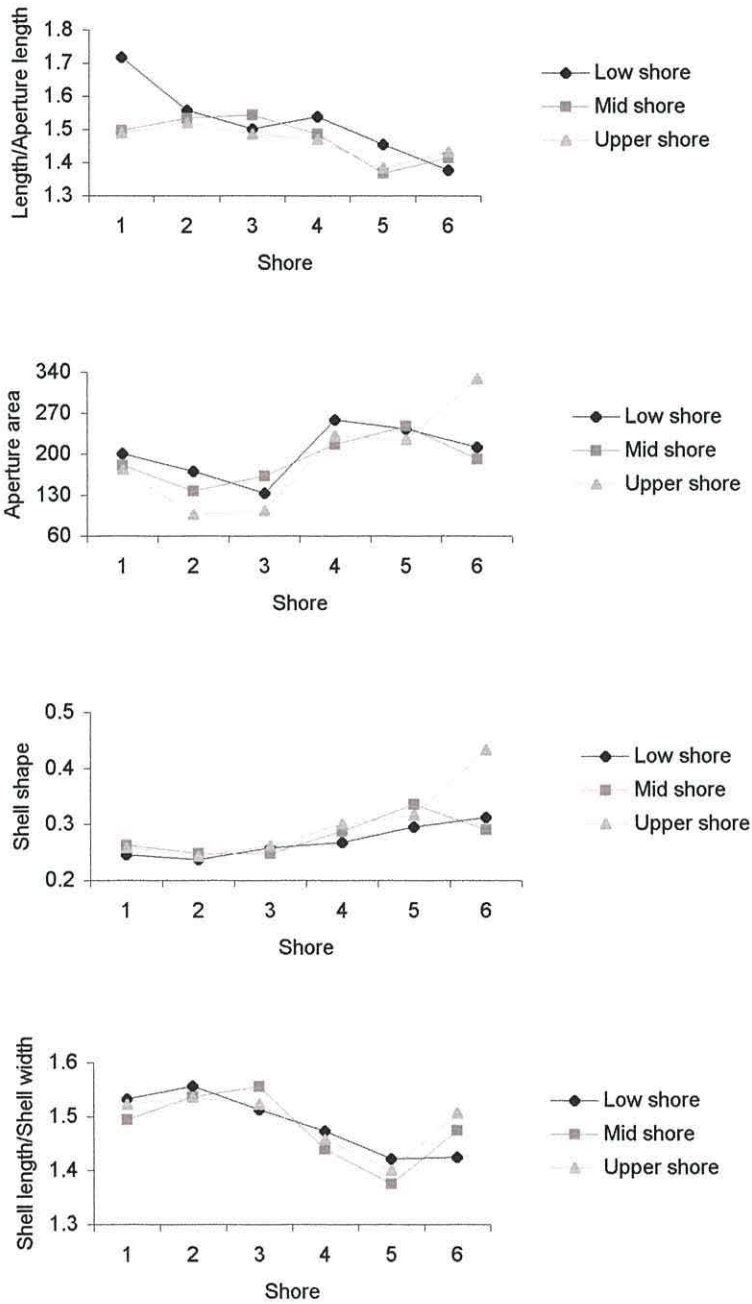 Length/Aperture length
1.8
1.7
1.6
1.5
1.4
1.3
1 2 3 4 5 6
Shore
Low shore
Mid shore
Upper shore
Aperture area
340
270
200
130
60
1 2 3 4 5 6
Shore
Low shore
Mid shore
Upper shore
Shell shape
0.5
0.4
0.3
0.2
1 2 3 4 5 6
Shore
Low shore
Mid shore
Upper shore
Shell length/Shell width
1.6
1.5
1.4
1.3
1 2 3 4 5 6
Shore
Low shore
Mid shore
Upper shore